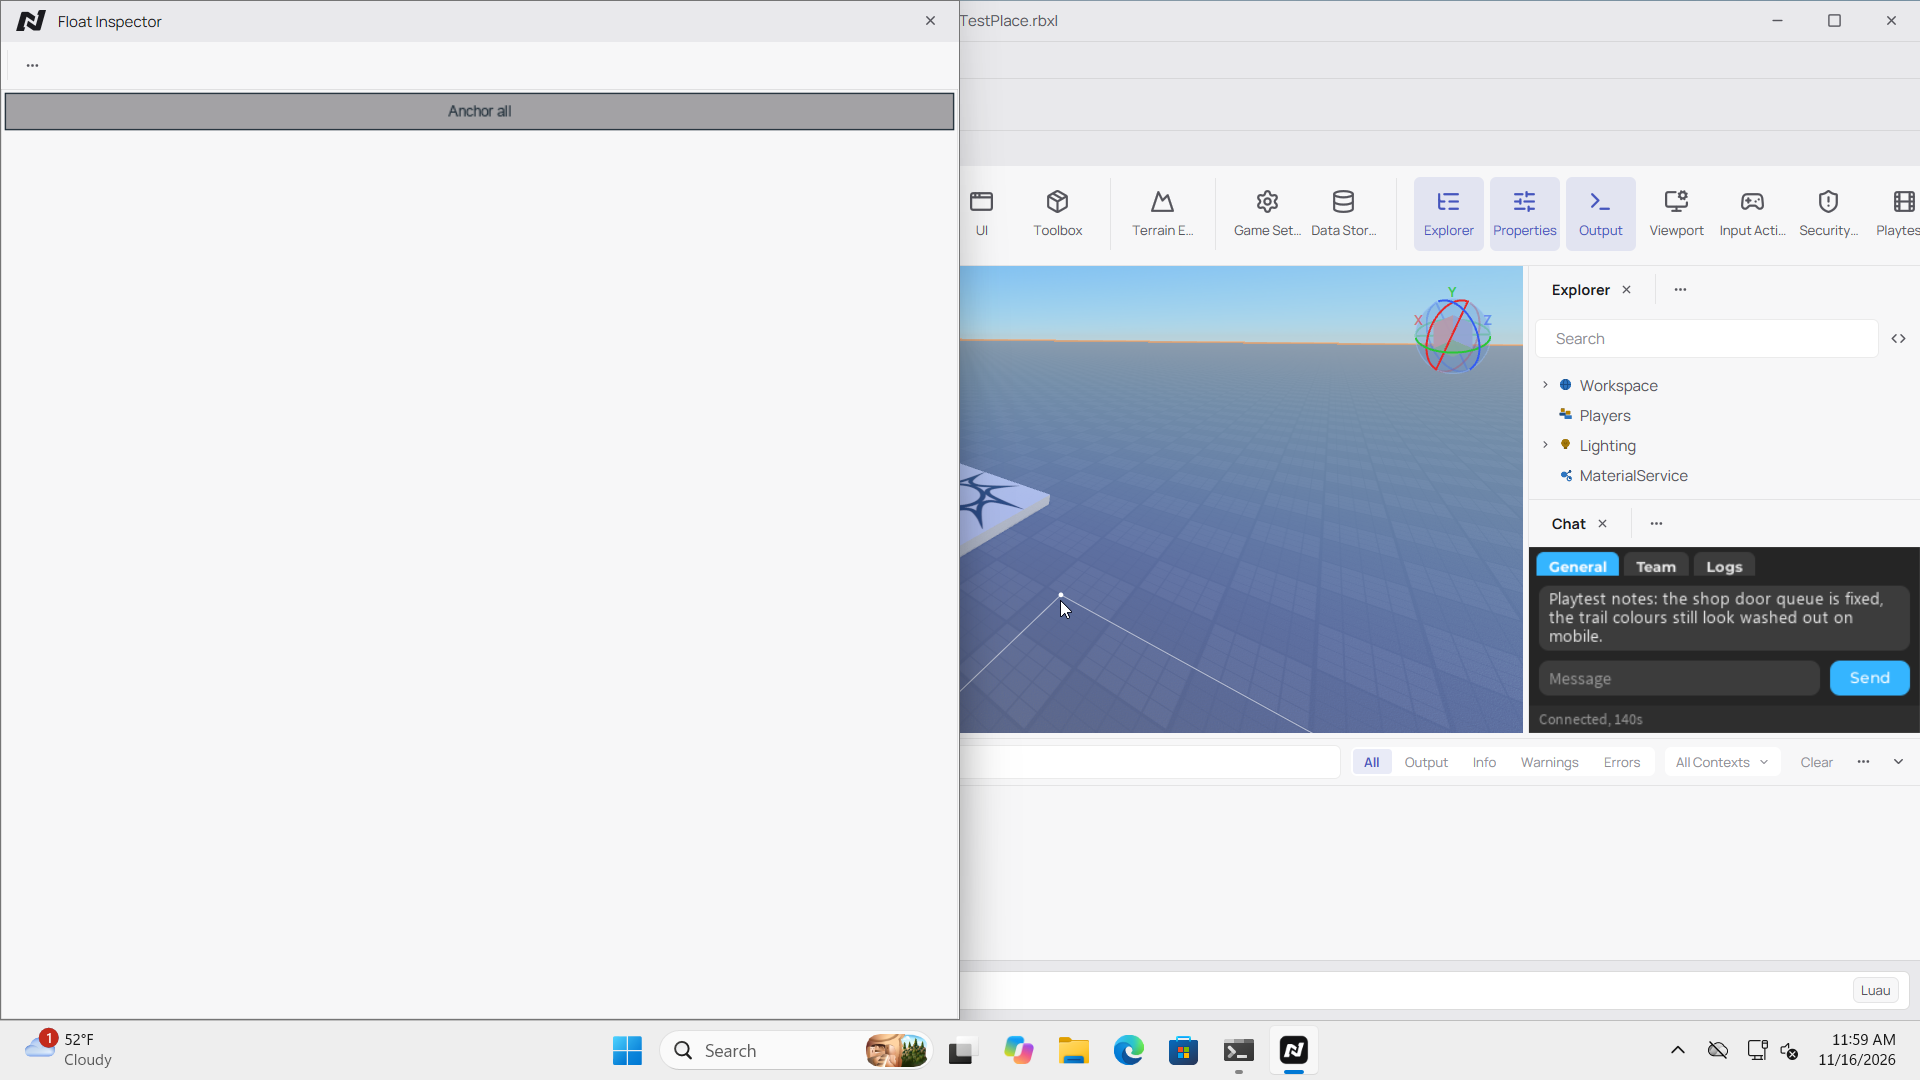 Float Inspector
TestPlace.rbxl
Anchor all
UI
Toolbox
Terrain E...
Game Set...
Data Stor...
Explorer
Properties
Output
Viewport
Input Acti...
Security...
Playtes
Y
X
Z
Explorer
Search
Workspace
Players
Lighting
MaterialService
Chat
General
Team
Logs
Playtest notes: the shop door queue is fixed,
the trail colours still look washed out on
mobile.
Message
Send
Connected, 140s
All
Output
Info
Warnings
Errors
All Contexts
Clear
Luau
1
52°F
Cloudy
Search
11:59 AM
11/16/2026